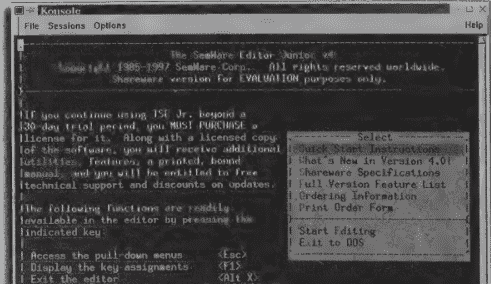 Konsole
File Sessions Options Help
The SemWare Editor Junior v4
Copyright 1985-1997 SemWare Corp. All rights reserved worldwide.
Shareware version for EVALUATION purposes only.
If you continue using TSE Jr. beyond a
30-day trial period, you MUST PURCHASE a
license for it. Along with a licensed copy
of the software, you will receive additional
utilities, features, a printed, bound
manual, and you will be entitled to free
technical support and discounts on updates.
The following functions are readily
available in the editor by pressing the
indicated key
Access the pull-down menus <Esc>
Display the key assignments <F1>
Exit the editor <Alt X>
Select
Quick Start Instructions
What's New in Version 4.0!
Shareware Specifications
Full Version Feature List
Ordering Information
Print Order Form
Start Editing
Exit to DOS